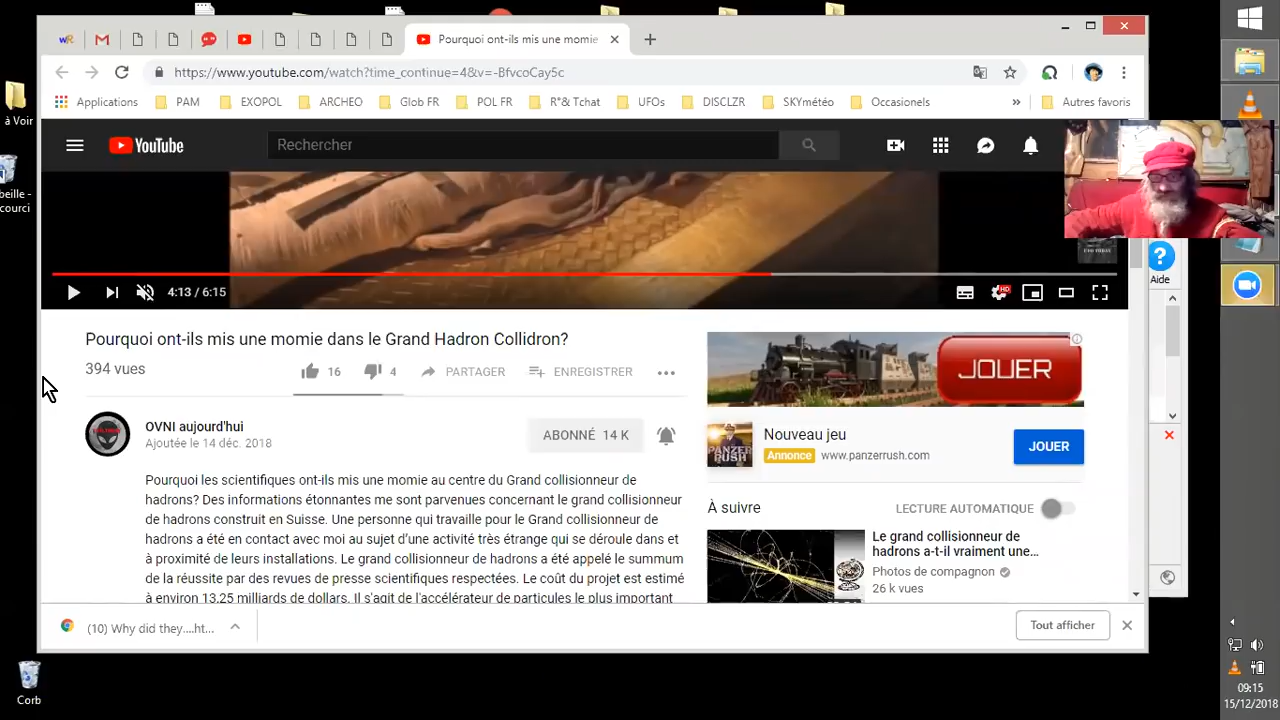 à Voir
beille -
courci
Pourquoi ont-ils mis une momie
https://www.youtube.com/watch?time_continue=4&v=-BfvcoCay5c
Applications PAM EXOPOL ARCHEO Glob FR POL FR R*& Tchat UFOs DISCLZR SKYmétéo Occasionels » Autres favoris
YouTube
Rechercher
4:13 / 6:15
HD
Aide
Pourquoi ont-ils mis une momie dans le Grand Hadron Collidron?
394 vues
16 4 PARTAGER ENREGISTRER
OVNI aujourd'hui
Ajoutée le 14 déc. 2018
ABONNÉ 14 K
Pourquoi les scientifiques ont-ils mis une momie au centre du Grand collisionneur de
hadrons? Des informations étonnantes me sont parvenues concernant le grand collisionneur
de hadrons construit en Suisse. Une personne qui travaille pour le Grand collisionneur de
hadrons a été en contact avec moi au sujet d'une activité très étrange qui se déroule dans et
à proximité de leurs installations. Le grand collisionneur de hadrons a été appelé le summum
de la réussite par des revues de presse scientifiques respectées. Le coût du projet est estimé
à environ 13,25 milliards de dollars. Il s'agit de l'accélérateur de particules le plus important
JOUER
PANZER
RUSH
Nouveau jeu
Annonce www.panzerrush.com
JOUER
À suivre
LECTURE AUTOMATIQUE
Le grand collisionneur de
hadrons a-t-il vraiment une...
Photos de compagnon
26 k vues
(10) Why did they....ht...
Tout afficher
Corb
09:15
15/12/2018